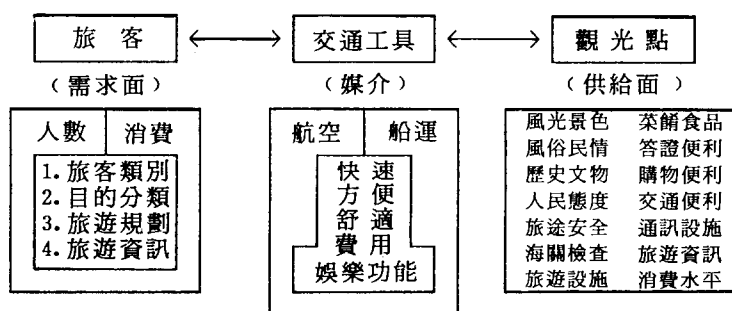 旅客 交通工具 觀光點
(需求面) (媒介) (供給面)
人數 消費
1. 旅客類別
2. 目的分類
3. 旅遊規劃
4. 旅遊資訊
航空 船運
快速
方便
舒適
費用
娛樂功能
風光景色 菜餚食品
風俗民情 答證便利
歷史文物 購物便利
人民態度 交通便利
旅途安全 通訊設施
海關檢查 旅遊資訊
旅遊設施 消費水平